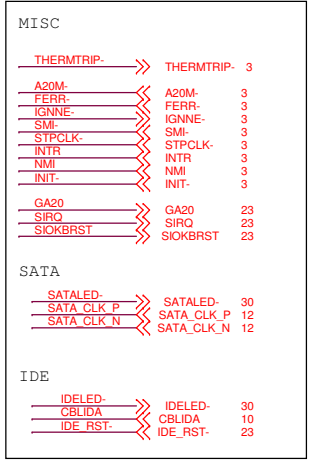 MISC
THERMTRIP- THERMTRIP- 3
A20M- A20M- 3
FERR- FERR- 3
IGNNE- IGNNE- 3
SMI- SMI- 3
STPCLK- STPCLK- 3
INTR INTR 3
NMI NMI 3
INIT- INIT- 3
GA20 GA20 23
SIRQ SIRQ 23
SIOKBRST SIOKBRST 23
SATA
SATALED- SATALED- 30
SATA_CLK_P SATA_CLK_P 12
SATA_CLK_N SATA_CLK_N 12
IDE
IDELED- IDELED- 30
CBLIDA CBLIDA 10
IDE_RST- IDE_RST- 23